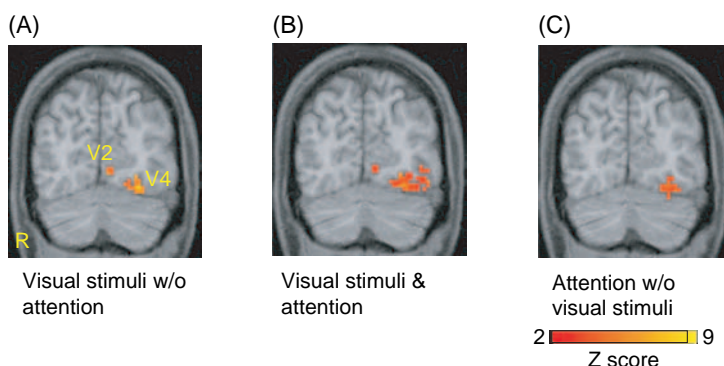 (A)
(B)
(C)
V2
V4
R
Visual stimuli w/o
attention
Visual stimuli &
attention
Attention w/o
visual stimuli
2 9
Z score